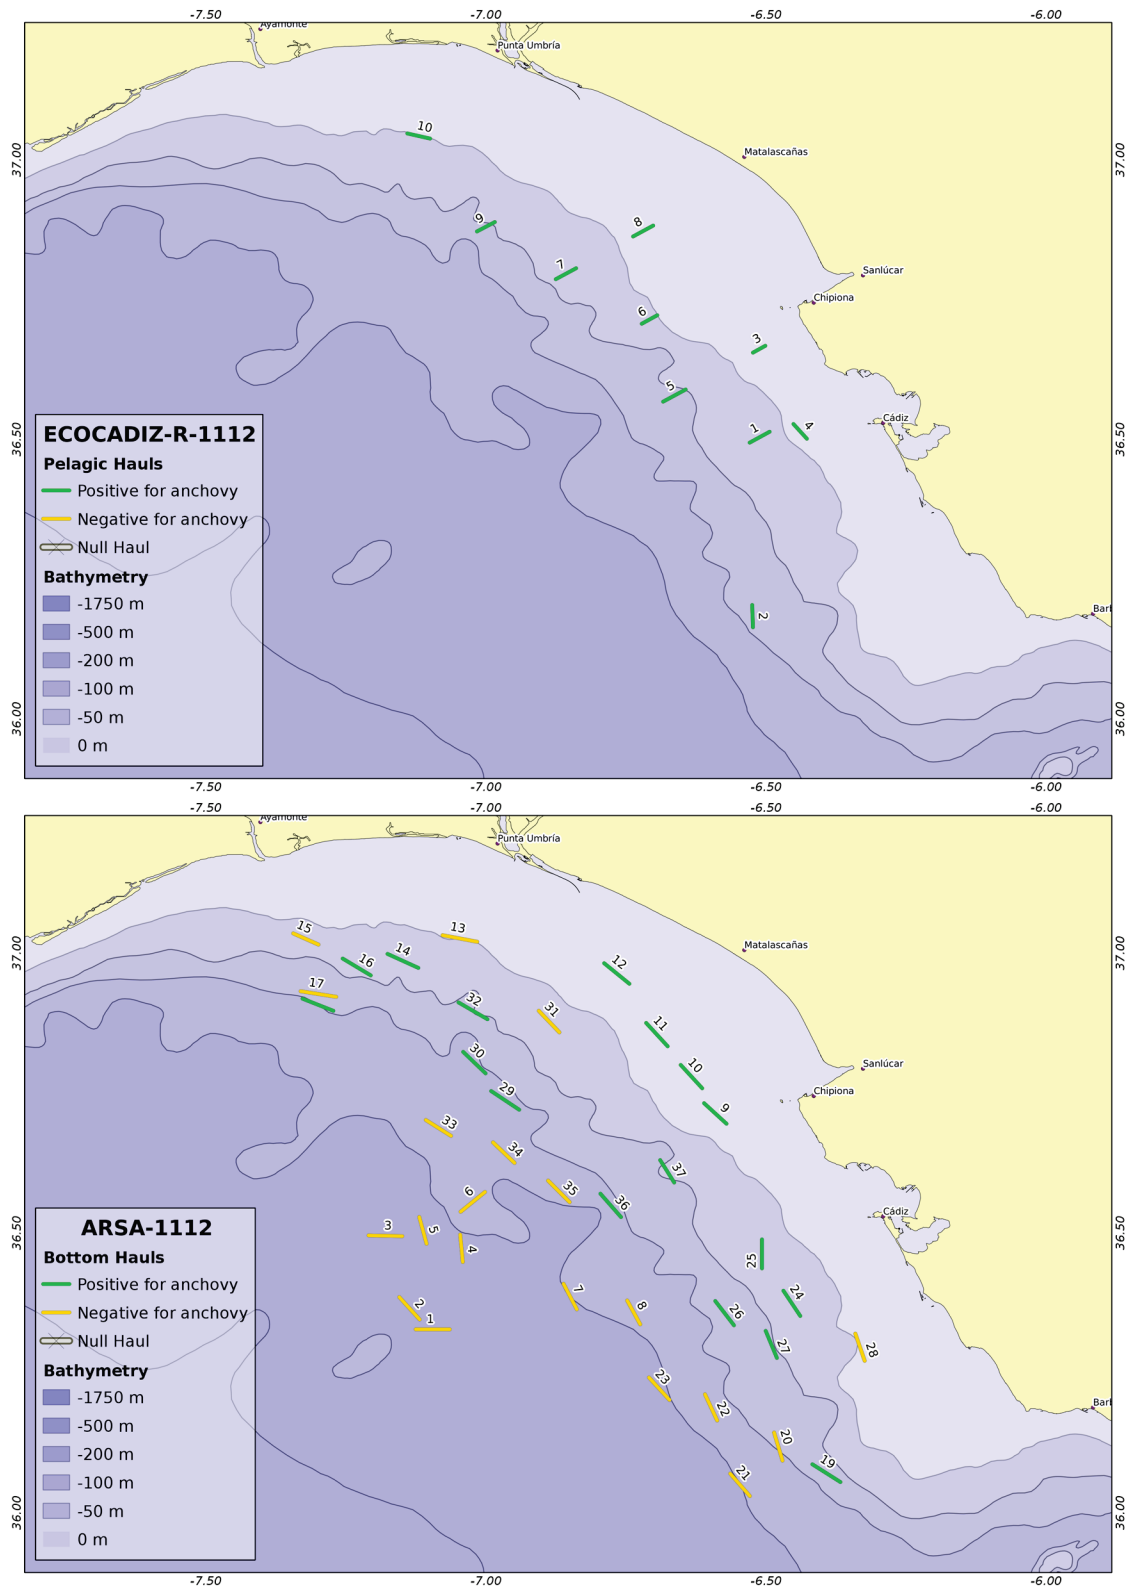 -7.50 -7.00 -6.50 -6.00
Ayamonte
Punta Umbría
10
Matalascañas
37.00 37.00
9
8
7
Sanlúcar
Chipiona
6
3
5
Cádiz
1
4
36.50 36.50
ECOCADIZ-R-1112
Pelagic Hauls
Positive for anchovy
Negative for anchovy
Null Haul
Bathymetry
-1750 m
-500 m
-200 m
-100 m
-50 m
0 m
2
Barl
36.00 36.00
-7.50 -7.00 -6.50 -6.00
-7.50 -7.00 -6.50 -6.00
Ayamonte
Punta Umbría
15
13
14
Matalascañas
37.00 37.00
16
12
17
32
31
11
30
10
Sanlúcar
29
Chipiona
9
33
34
37
35
6
36
Cádiz
3
5
4
25
36.50 36.50
7
24
2
8
26
1
27
28
23
22
20
19
21
Barl
ARSA-1112
Bottom Hauls
Positive for anchovy
Negative for anchovy
Null Haul
Bathymetry
-1750 m
-500 m
-200 m
-100 m
-50 m
0 m
36.00 36.00
-7.50 -7.00 -6.50 -6.00